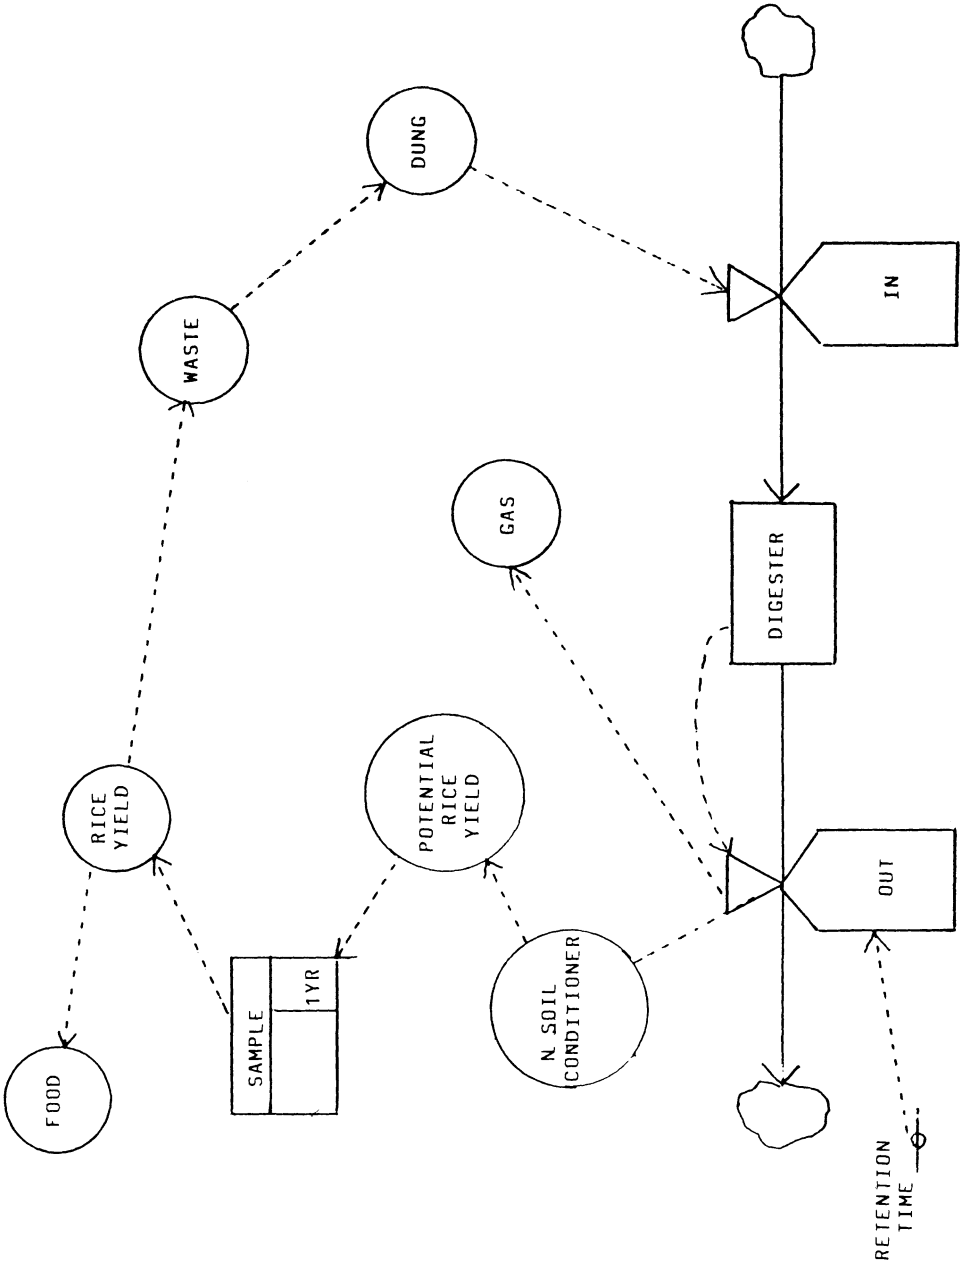 FOOD
RICE
YIELD
WASTE
DUNG
SAMPLE
1YR
POTENTIAL
RICE
YIELD
GAS
N SOIL
CONDITIONER
DIGESTER
OUT
IN
RETENTION
TIME